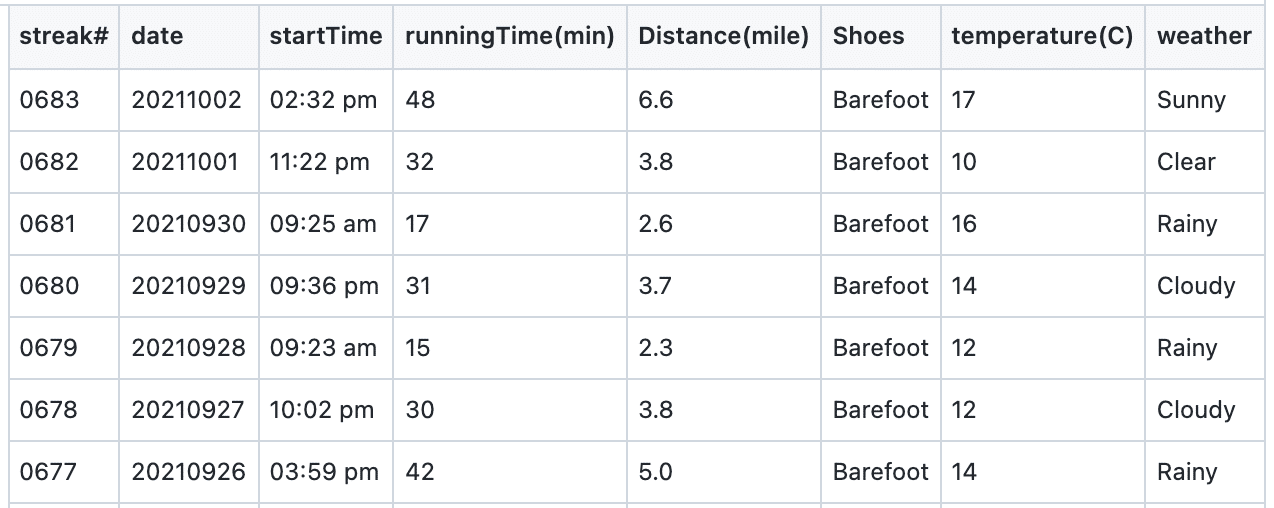 streak# date startTime runningTime(min) Distance(mile) Shoes temperature(C) weather
0683 20211002 02:32 pm 48 6.6 Barefoot 17 Sunny
0682 20211001 11:22 pm 32 3.8 Barefoot 10 Clear
0681 20210930 09:25 am 17 2.6 Barefoot 16 Rainy
0680 20210929 09:36 pm 31 3.7 Barefoot 14 Cloudy
0679 20210928 09:23 am 15 2.3 Barefoot 12 Rainy
0678 20210927 10:02 pm 30 3.8 Barefoot 12 Cloudy
0677 20210926 03:59 pm 42 5.0 Barefoot 14 Rainy